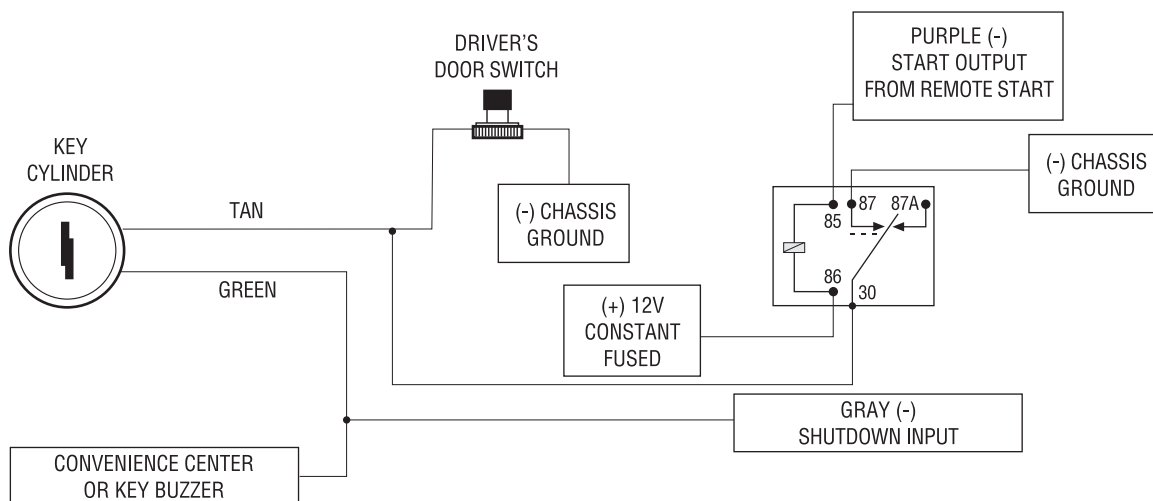 PURPLE (-)
START OUTPUT
FROM REMOTE START
DRIVER'S
DOOR SWITCH
KEY
CYLINDER
(-) CHASSIS
GROUND
TAN
(-) CHASSIS
GROUND
87
87A
85
86
30
GREEN
(+) 12V
CONSTANT
FUSED
GRAY (-)
SHUTDOWN INPUT
CONVENIENCE CENTER
OR KEY BUZZER